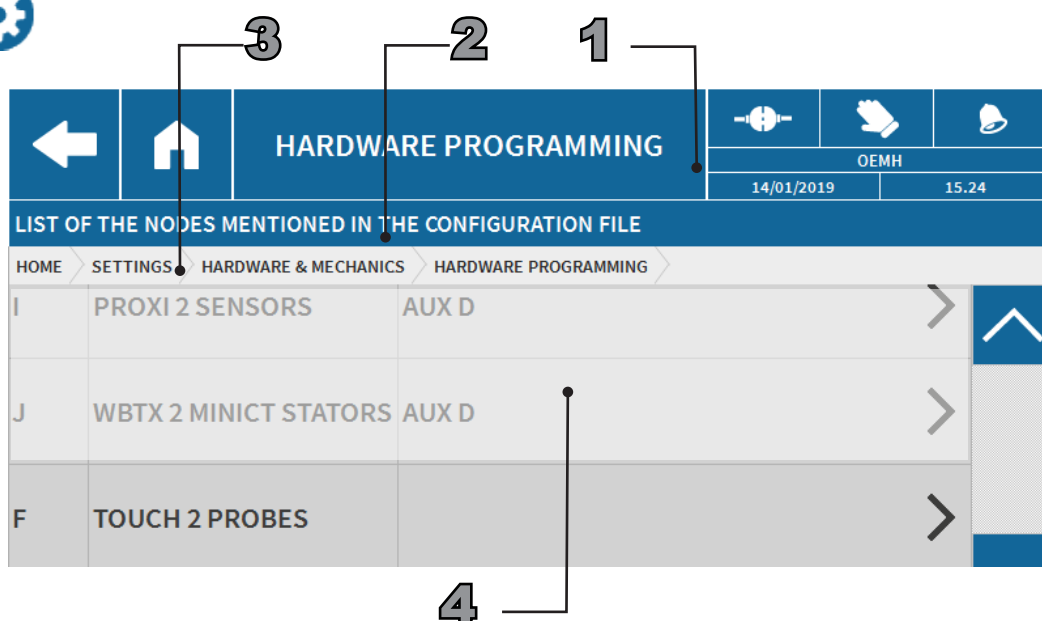 3 2 1
HARDWARE PROGRAMMING
OEMH
14/01/2019 15.24
LIST OF THE NODES MENTIONED IN THE CONFIGURATION FILE
HOME SETTINGS HARDWARE & MECHANICS HARDWARE PROGRAMMING
I PROXI 2 SENSORS AUX D
J WBTX 2 MINICT STATORS AUX D
F TOUCH 2 PROBES
4